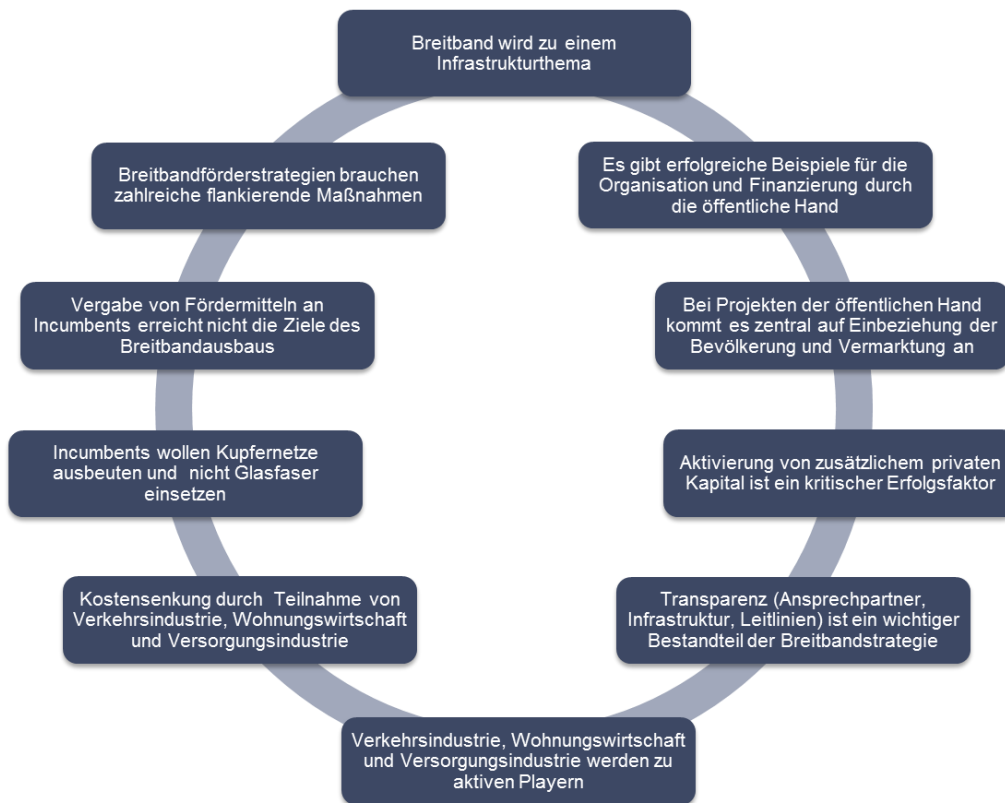 Breitband wird zu einem
Infrastrukturthema
Es gibt erfolgreiche Beispiele für die
Organisation und Finanzierung durch
die öffentliche Hand
Bei Projekten der öffentlichen Hand
kommt es zentral auf Einbeziehung der
Bevölkerung und Vermarktung an
Aktivierung von zusätzlichem privaten
Kapital ist ein kritischer Erfolgsfaktor
Transparenz (Ansprechpartner,
Infrastruktur, Leitlinien) ist ein wichtiger
Bestandteil der Breitbandstrategie
Verkehrsindustrie, Wohnungswirtschaft
und Versorgungsindustrie werden zu
aktiven Playern
Kostensenkung durch Teilnahme von
Verkehrsindustrie, Wohnungswirtschaft
und Versorgungsindustrie
Incumbents wollen Kupfernetze
ausbeuten und nicht Glasfaser
einsetzen
Vergabe von Fördermitteln an
Incumbents erreicht nicht die Ziele des
Breitbandausbaus
Breitbandförderstrategien brauchen
zahlreiche flankierende Maßnahmen